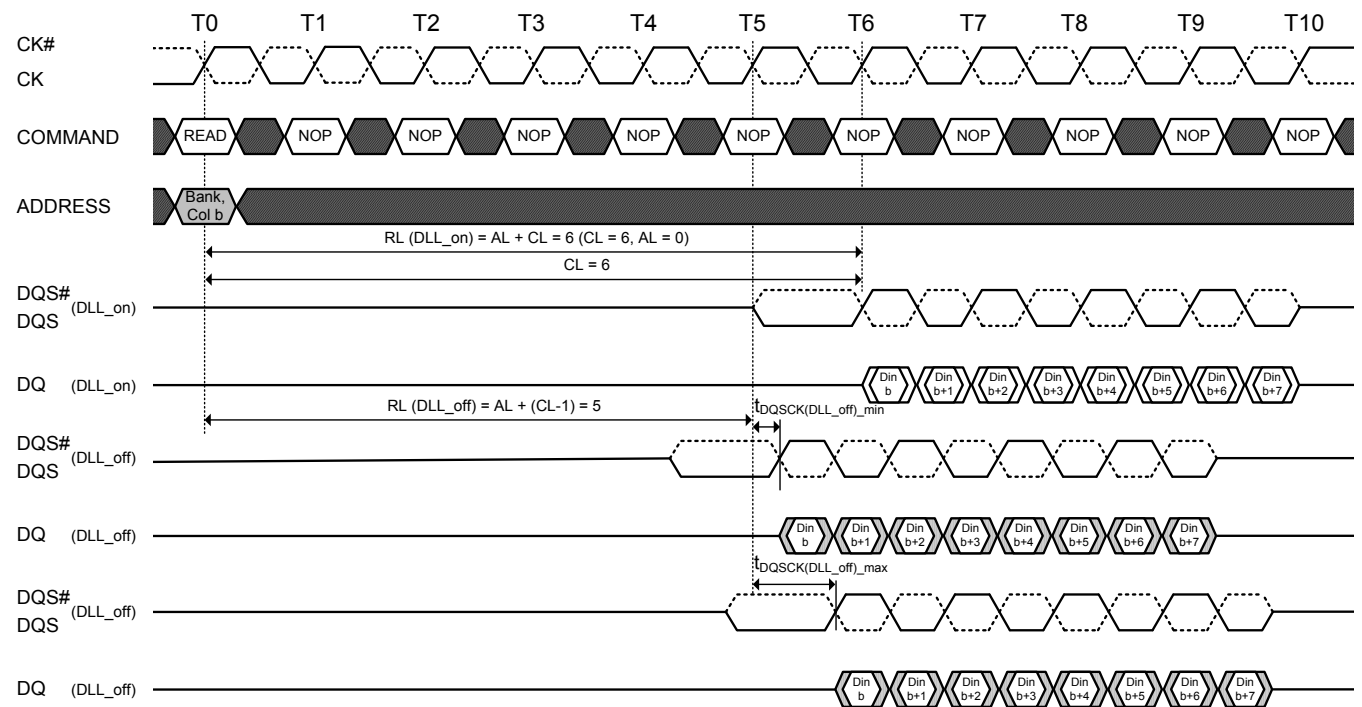 T0 T1 T2 T3 T4 T5 T6 T7 T8 T9 T10
CK#
CK
COMMAND READ NOP NOP NOP NOP NOP NOP NOP NOP NOP NOP
ADDRESS Bank,
Col b
RL (DLL_on) = AL + CL = 6 (CL = 6, AL = 0)
CL = 6
DQS# (DLL_on)
DQS
DQ (DLL_on) Din b Din b+1 Din b+2 Din b+3 Din b+4 Din b+5 Din b+6 Din b+7
RL (DLL_off) = AL + (CL-1) = 5 tDQSCK(DLL_off)_min
DQS# (DLL_off)
DQS
DQ (DLL_off) Din b Din b+1 Din b+2 Din b+3 Din b+4 Din b+5 Din b+6 Din b+7
tDQSCK(DLL_off)_max
DQS# (DLL_off)
DQS
DQ (DLL_off) Din b Din b+1 Din b+2 Din b+3 Din b+4 Din b+5 Din b+6 Din b+7